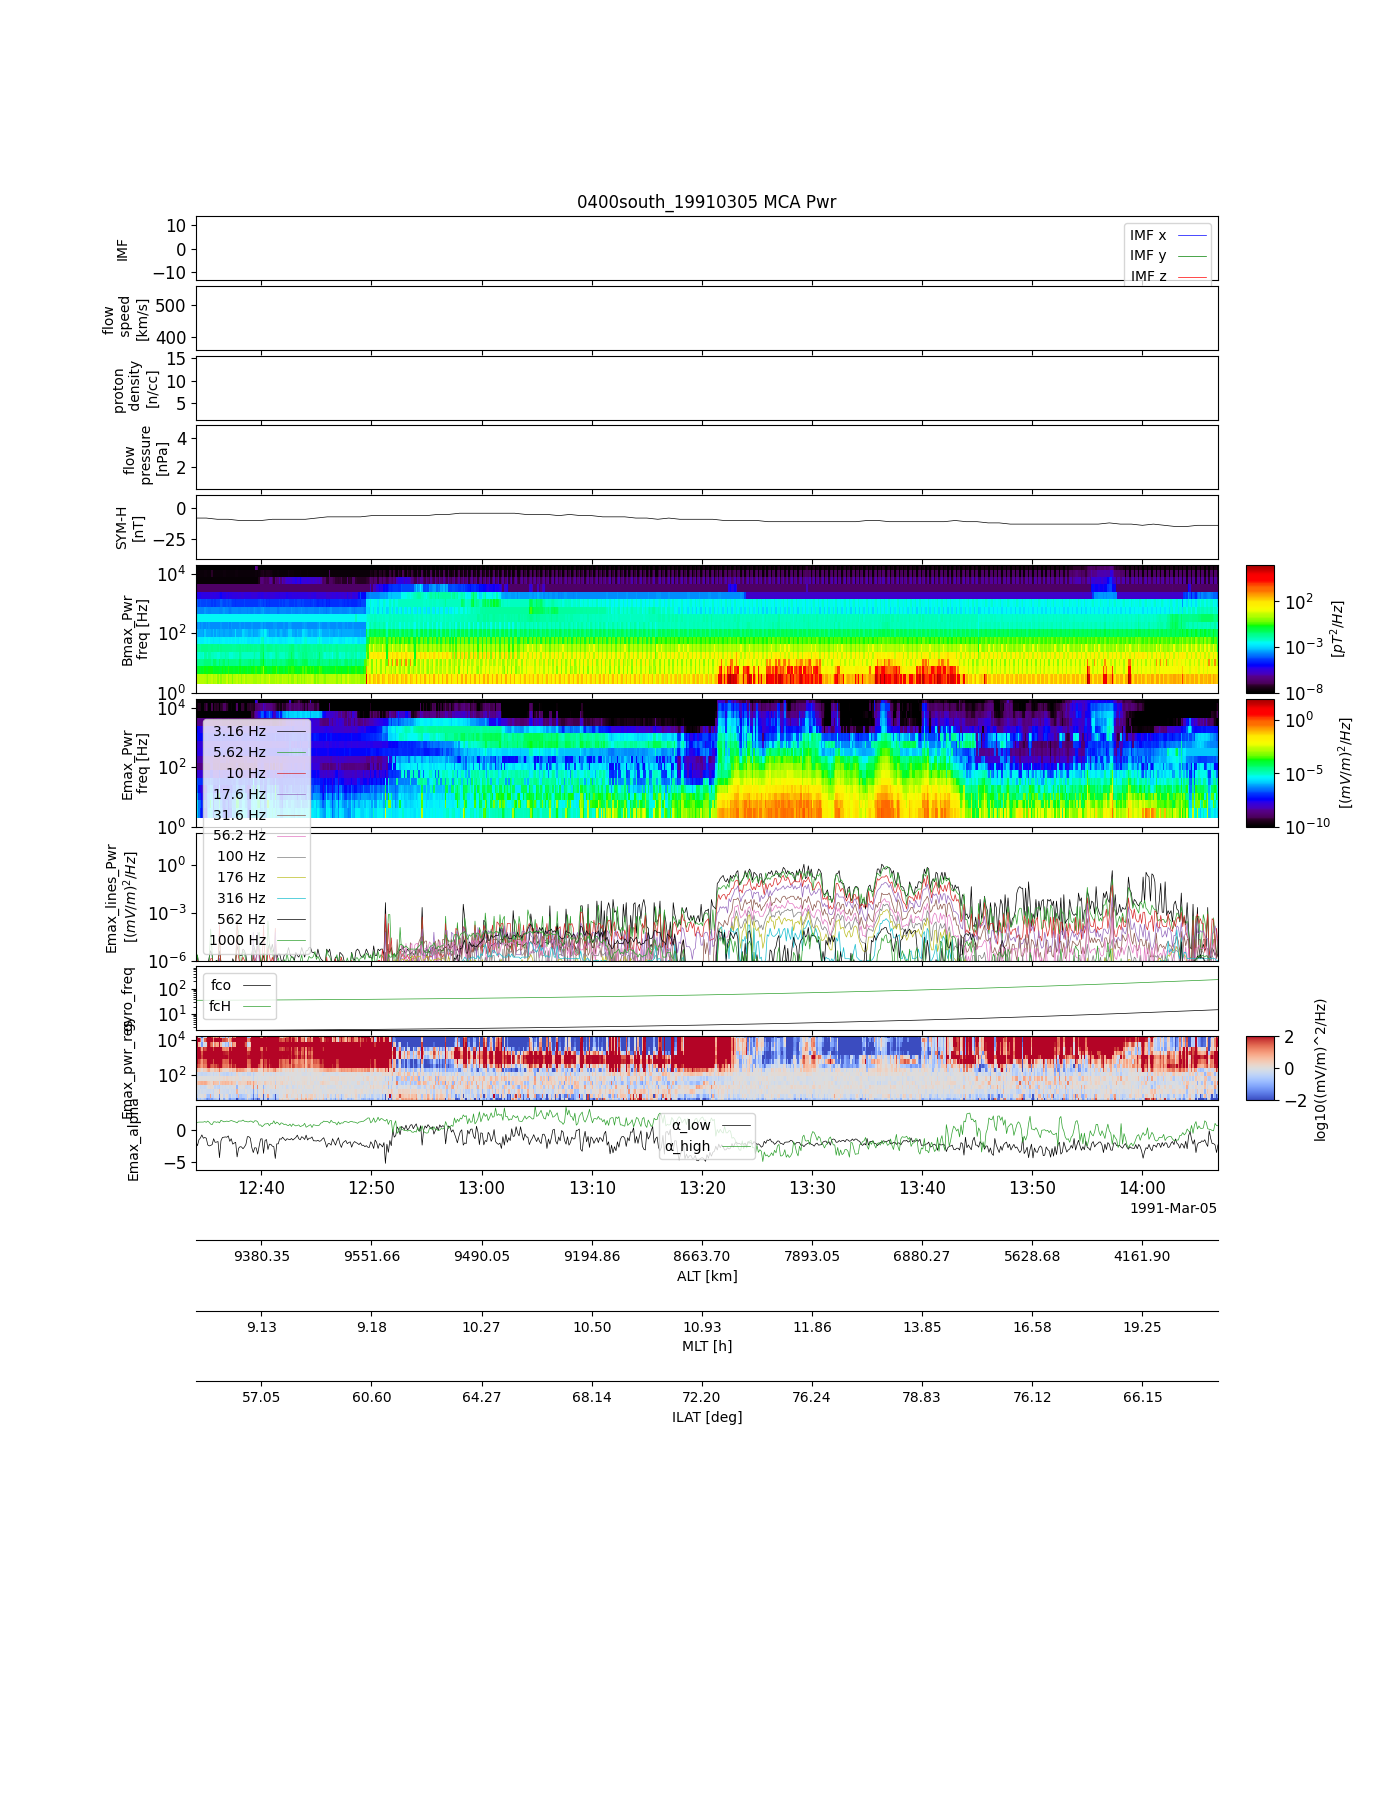 0400south_19910305 MCA Pwr
IMF
10
0
−10
IMF x
IMF y
IMF z
flow
speed
[km/s]
500
400
proton
density
[n/cc]
15
10
5
flow
pressure
[nPa]
4
2
SYM-H
[nT]
0
−25
Bmax_Pwr
freq [Hz]
10^4
10^2
10^0
10^2
10^−3
10^−8
[pT^2/Hz]
Emax_Pwr
freq [Hz]
10^4
10^2
10^0
10^0
10^−5
10^−10
[(mV/m)^2/Hz]
3.16 Hz
5.62 Hz
10 Hz
17.6 Hz
31.6 Hz
56.2 Hz
100 Hz
176 Hz
316 Hz
562 Hz
1000 Hz
Emax_lines_Pwr
[(mV/m)^2/Hz]
10^0
10^−3
10^−6
gyro_freq
10^2
10^1
fco
fcH
Emax_pwr_reg
10^4
10^2
2
0
−2
log10((mV/m)^2/Hz)
Emax_alpha
0
−5
α_low
α_high
12:40 12:50 13:00 13:10 13:20 13:30 13:40 13:50 14:00
1991-Mar-05
9380.35 9551.66 9490.05 9194.86 8663.70 7893.05 6880.27 5628.68 4161.90
ALT [km]
9.13 9.18 10.27 10.50 10.93 11.86 13.85 16.58 19.25
MLT [h]
57.05 60.60 64.27 68.14 72.20 76.24 78.83 76.12 66.15
ILAT [deg]